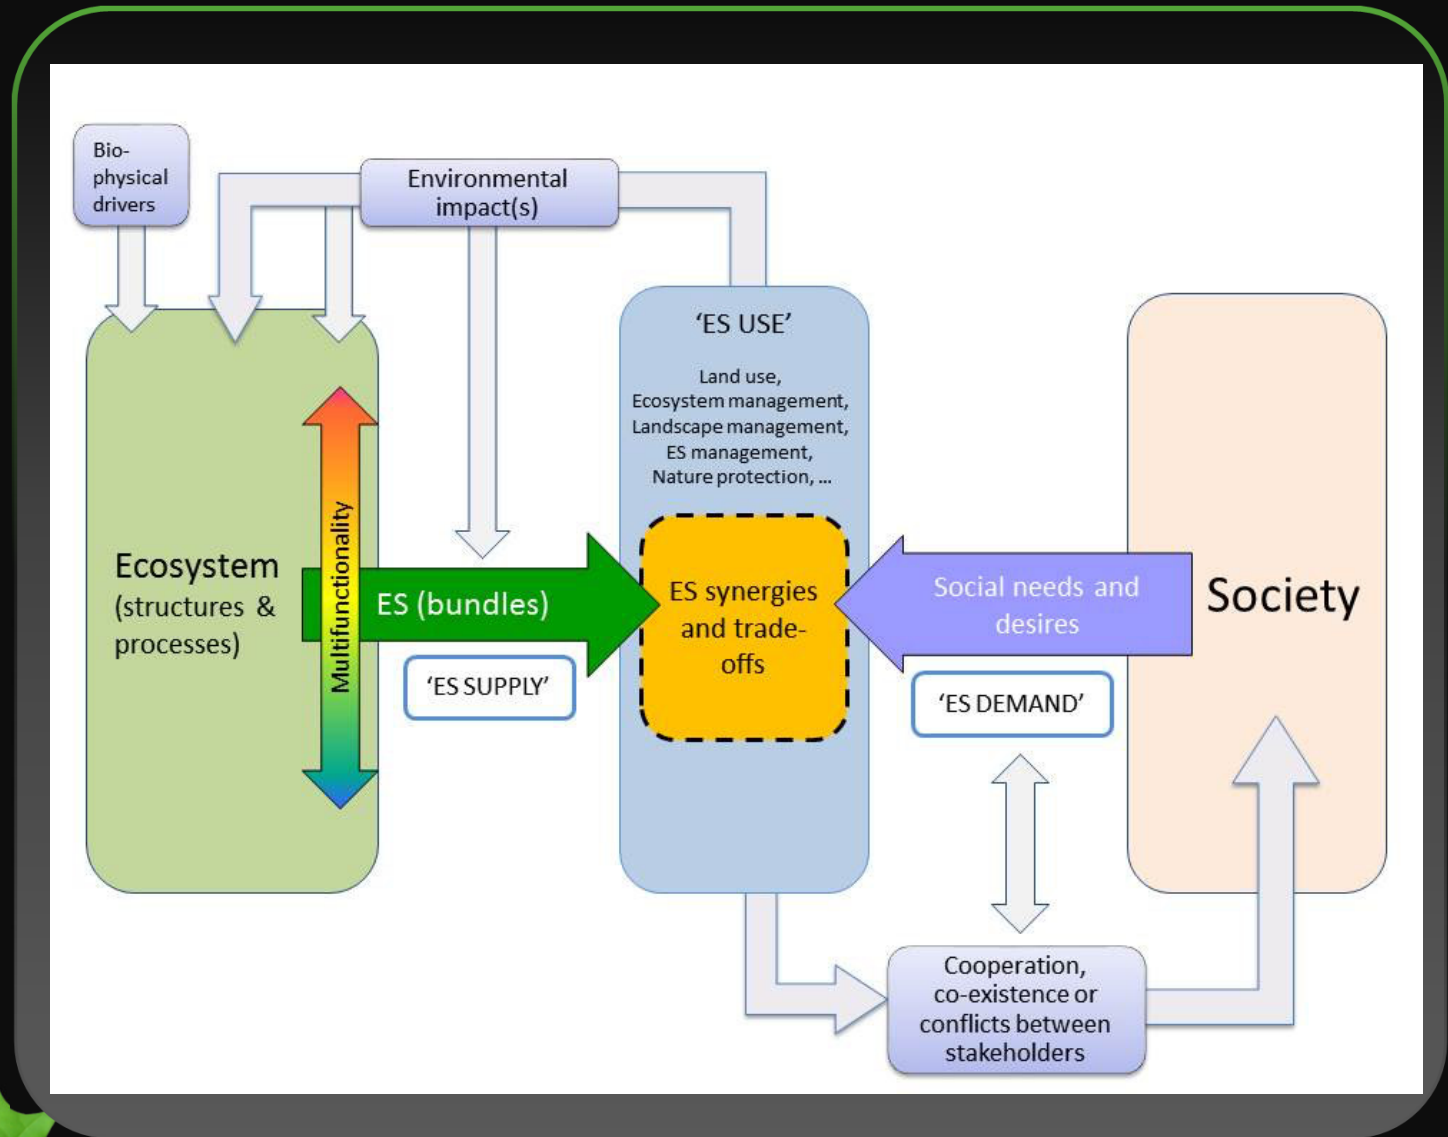 Bio-
physical
drivers
Environmental
impact(s)
‘ES USE’
Land use,
Ecosystem management,
Landscape management,
ES management,
Nature protection, ...
Ecosystem
(structures &
processes)
Multifunctionality
ES (bundles)
‘ES SUPPLY’
ES synergies
and trade-
offs
Social needs and
desires
‘ES DEMAND’
Society
Cooperation,
co-existence or
conflicts between
stakeholders